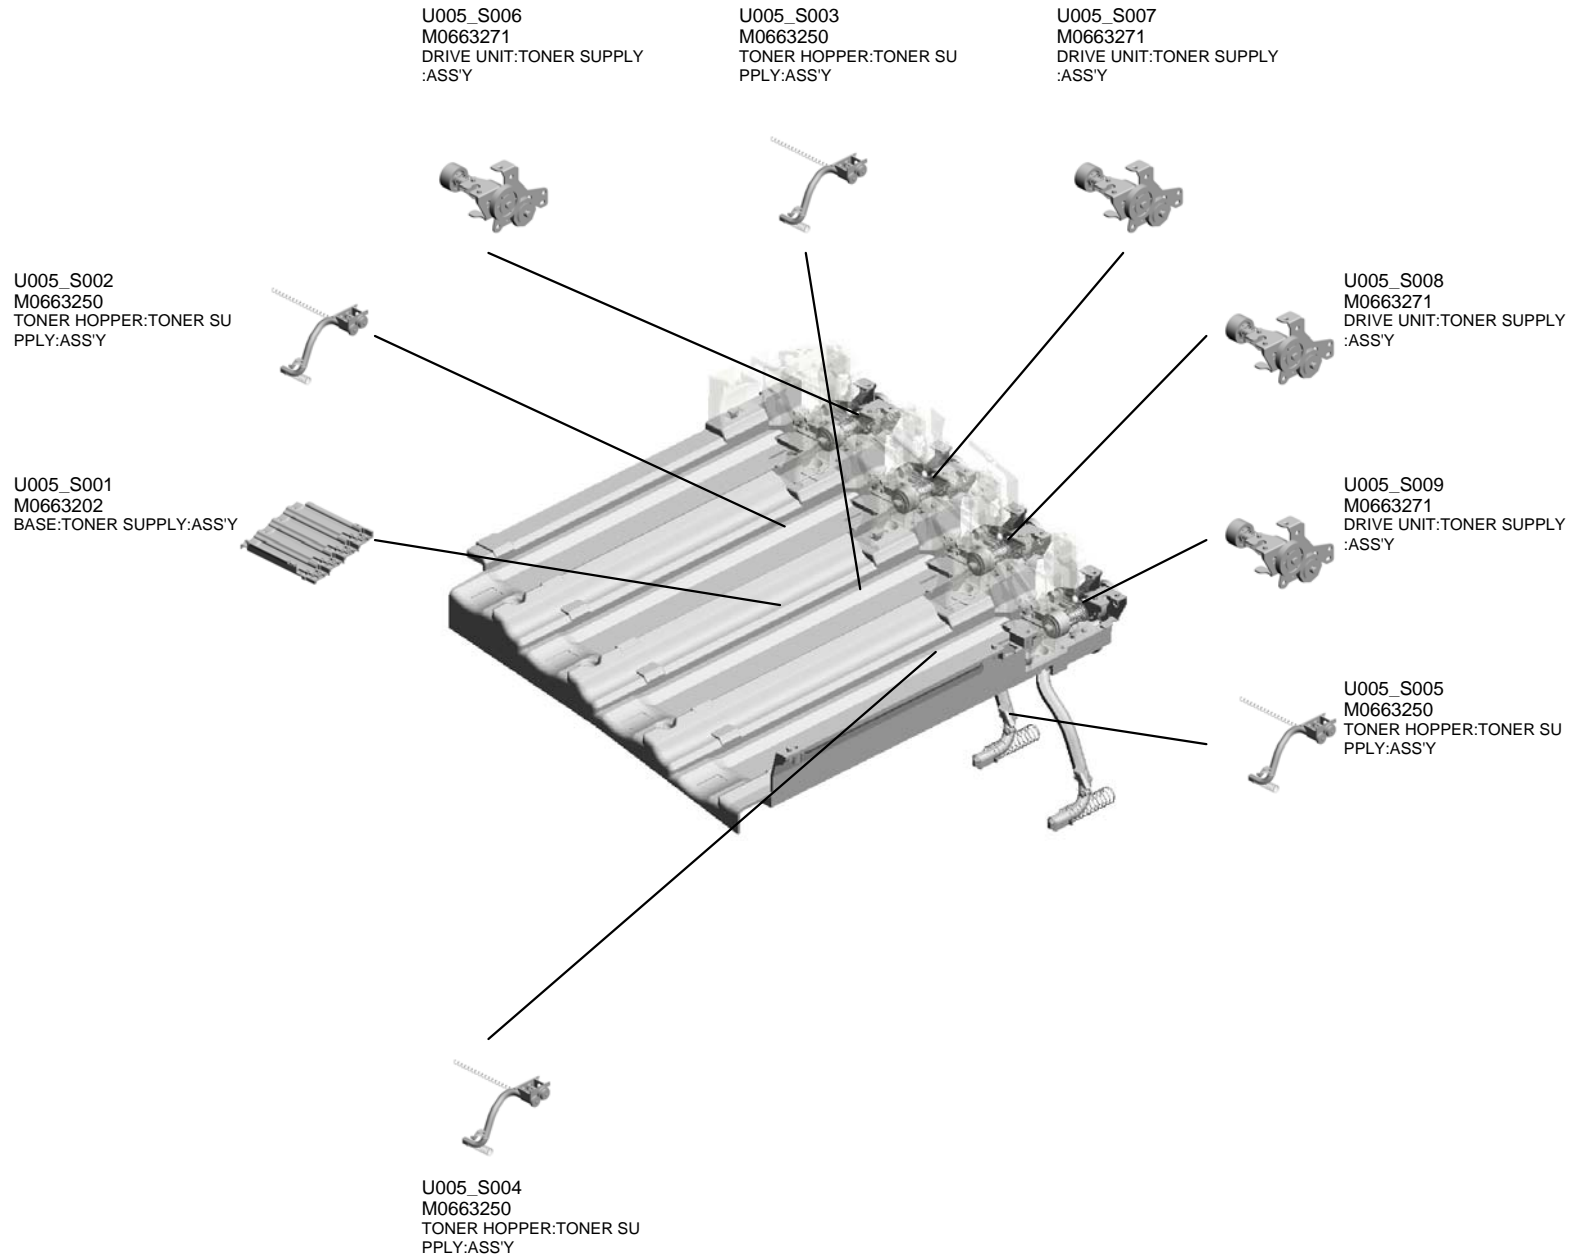 U005_S006
M0663271
DRIVE UNIT:TONER SUPPLY
:ASS'Y
U005_S003
M0663250
TONER HOPPER:TONER SU
PPLY:ASS'Y
U005_S007
M0663271
DRIVE UNIT:TONER SUPPLY
:ASS'Y
U005_S002
M0663250
TONER HOPPER:TONER SU
PPLY:ASS'Y
U005_S008
M0663271
DRIVE UNIT:TONER SUPPLY
:ASS'Y
U005_S001
M0663202
BASE:TONER SUPPLY:ASS'Y
U005_S009
M0663271
DRIVE UNIT:TONER SUPPLY
:ASS'Y
U005_S005
M0663250
TONER HOPPER:TONER SU
PPLY:ASS'Y
U005_S004
M0663250
TONER HOPPER:TONER SU
PPLY:ASS'Y